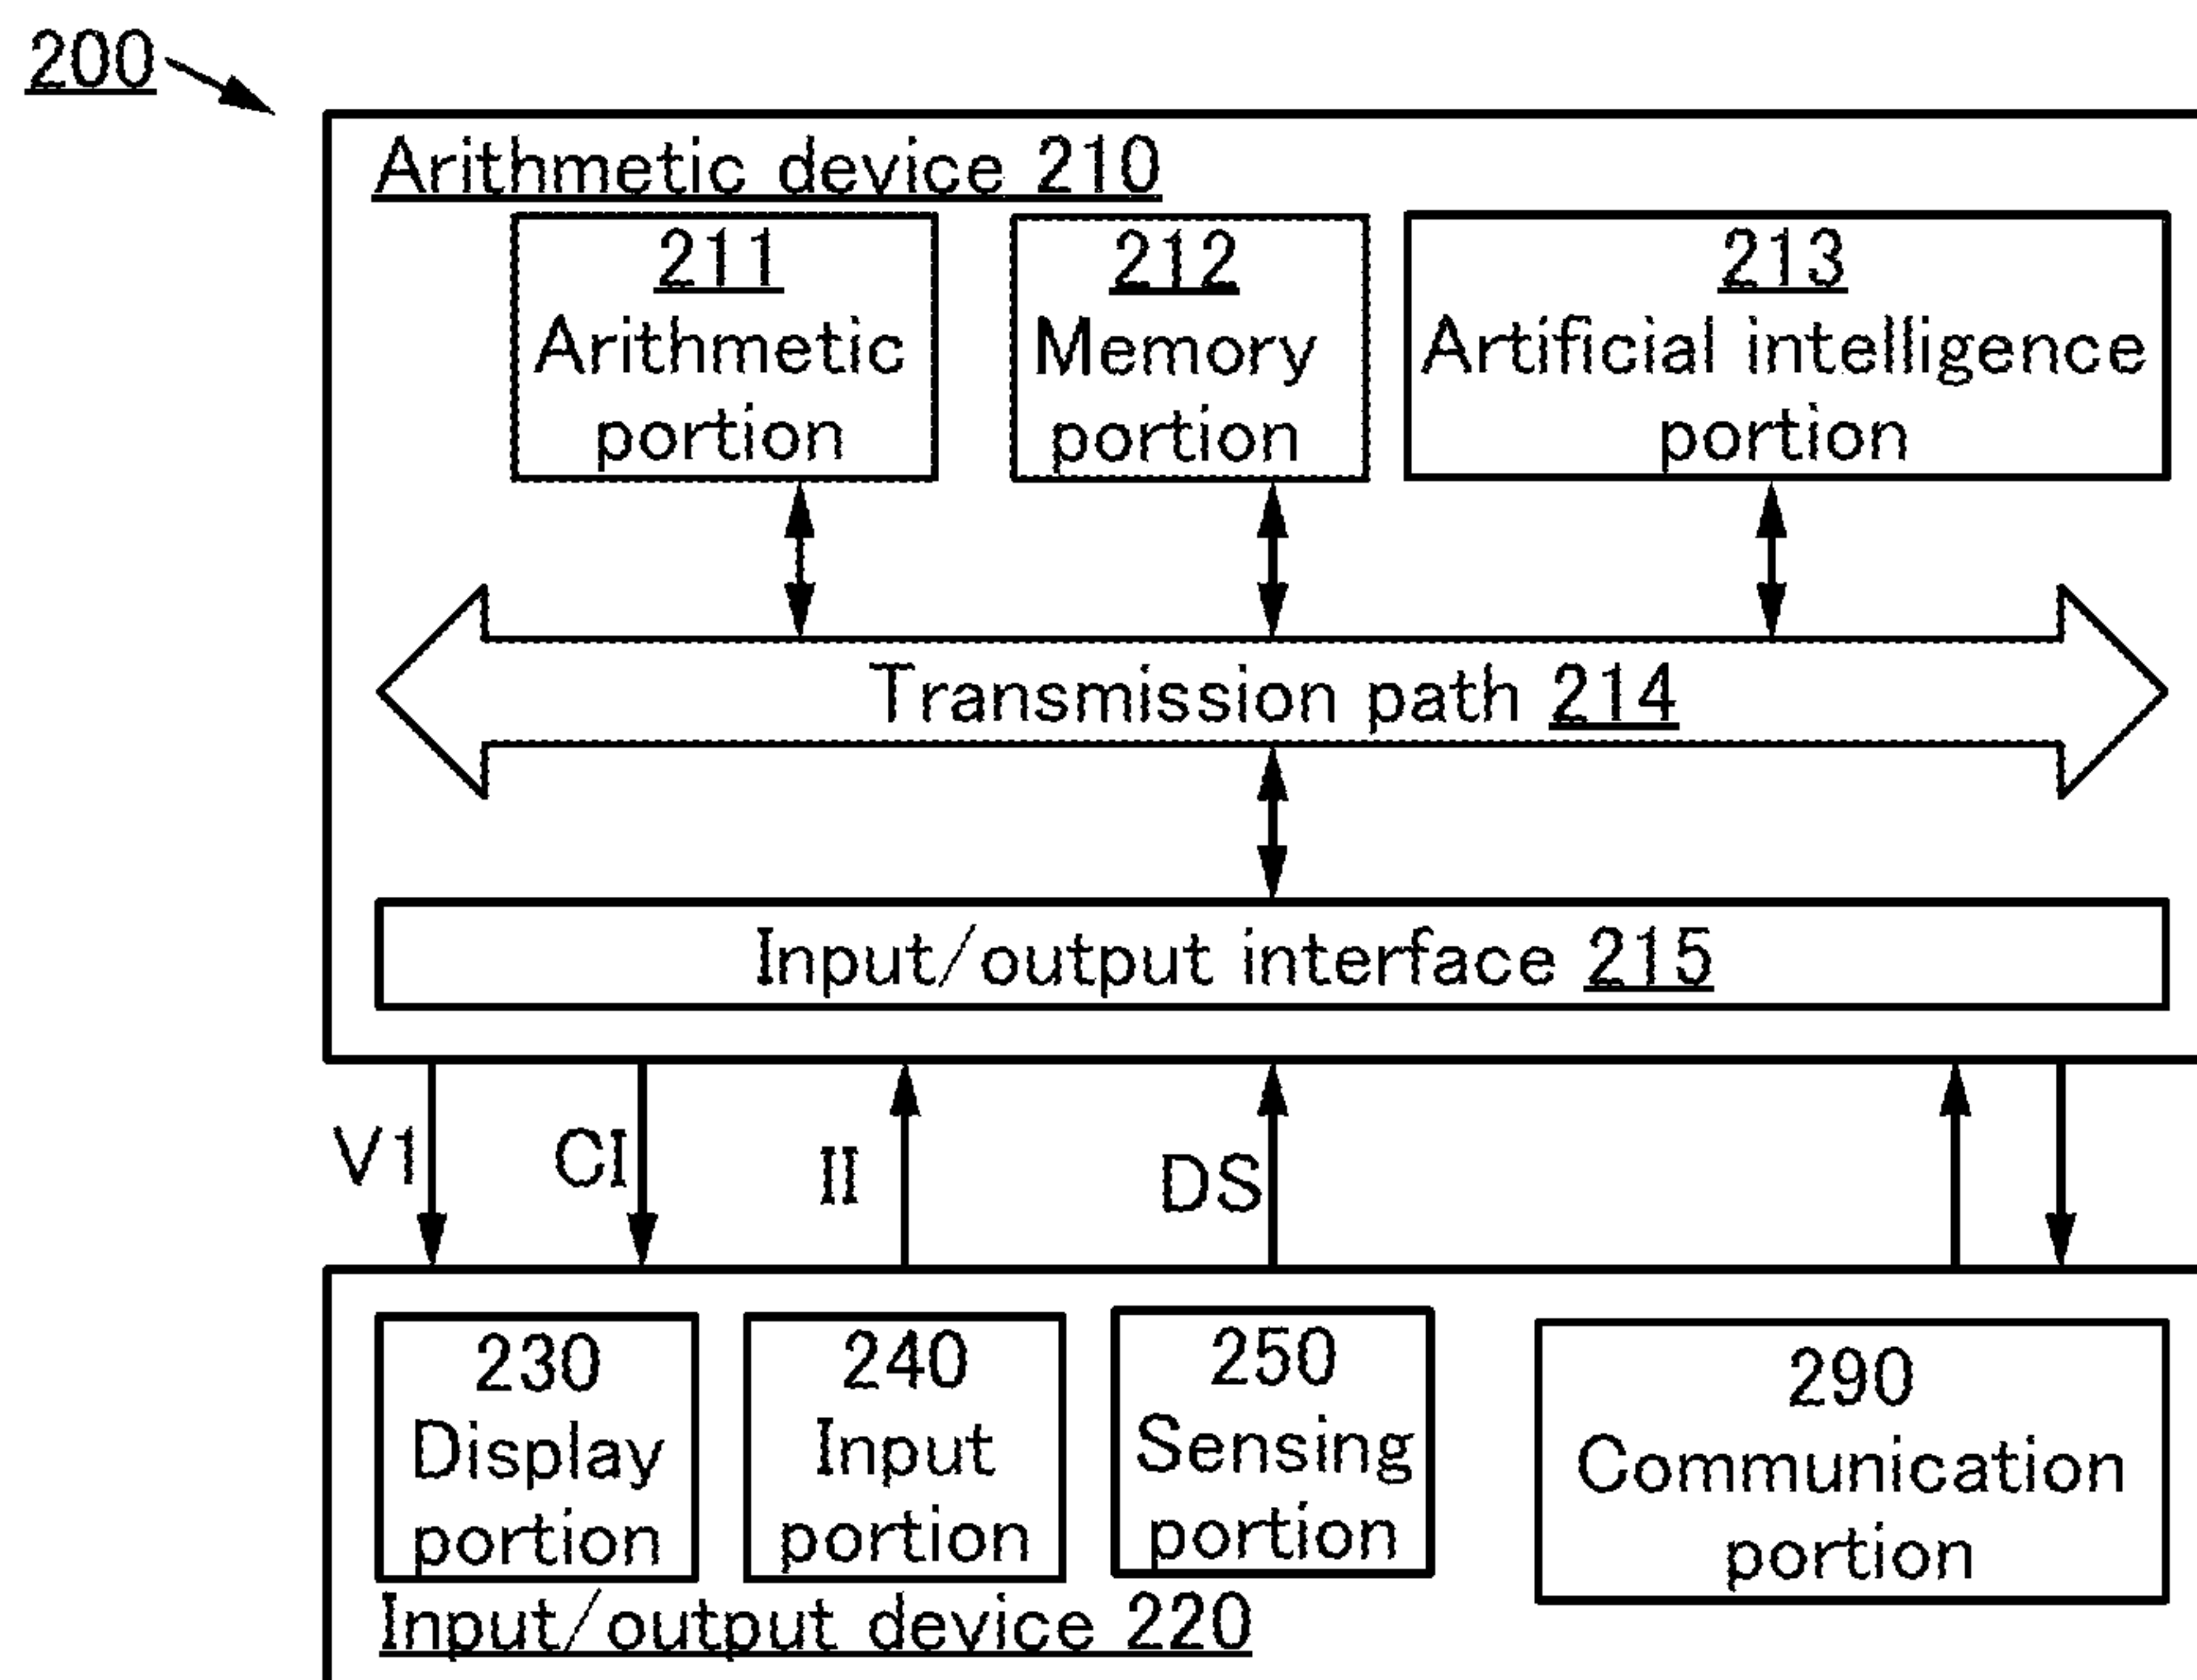 200
Arithmetic device 210
211
Arithmetic
portion
212
Memory
portion
213
Artificial intelligence
portion
Transmission path 214
Input/output interface 215
V1
CI
II
DS
230
Display
portion
240
Input
portion
250
Sensing
portion
290
Communication
portion
Input/output device 220